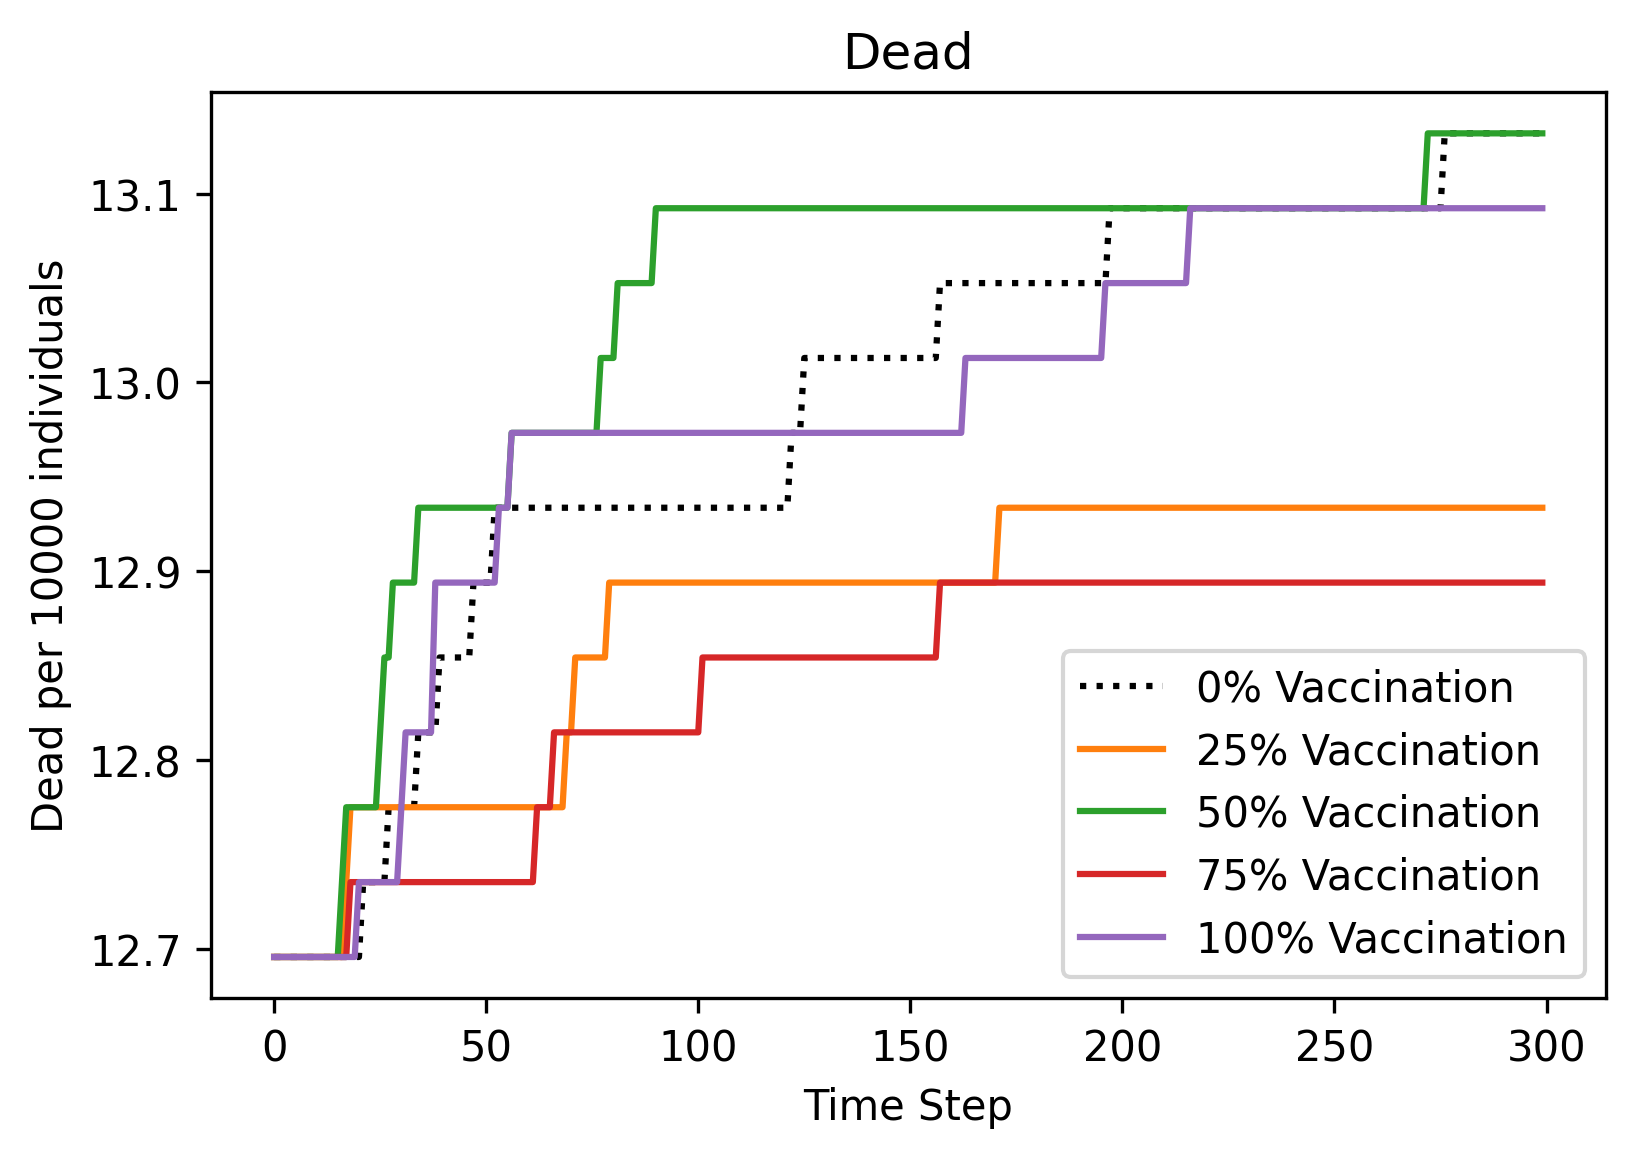 Dead
Dead per 10000 individuals
13.1
13.0
12.9
12.8
12.7
0% Vaccination
25% Vaccination
50% Vaccination
75% Vaccination
100% Vaccination
0 50 100 150 200 250 300
Time Step